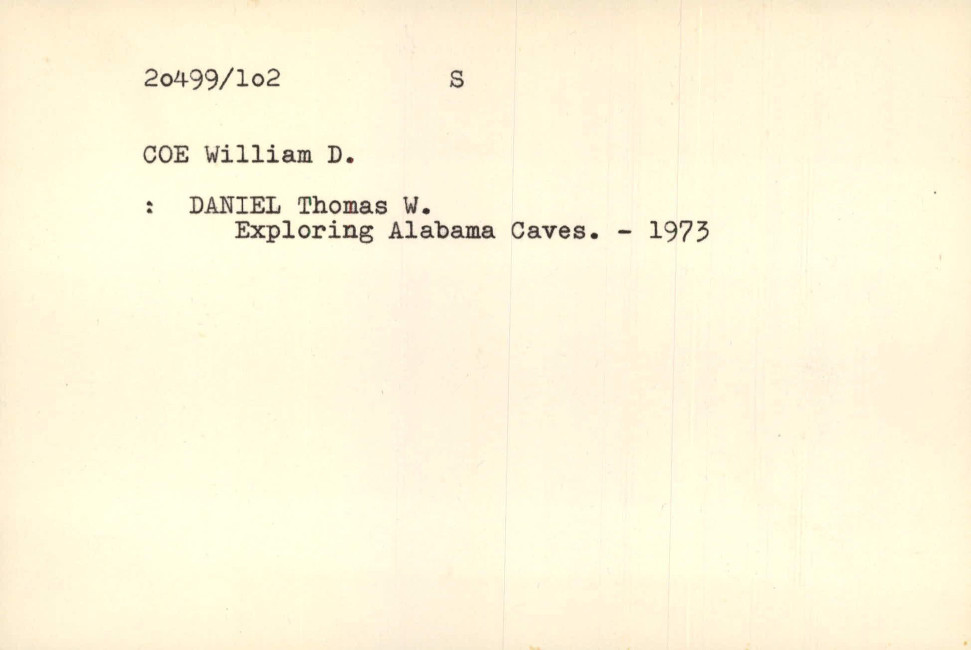 2o499/1o2 S
COE William D.
: DANIEL Thomas W.
Exploring Alabama Caves. - 1973